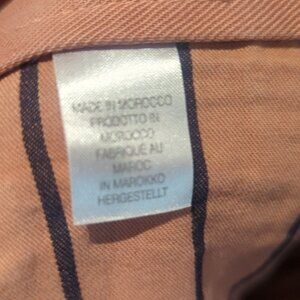 MADE IN MOROCCO
PRODOTTO IN
MOROCCO
FABRIQUE AU
MAROC
IN MAROKKO
HERGESTELLT